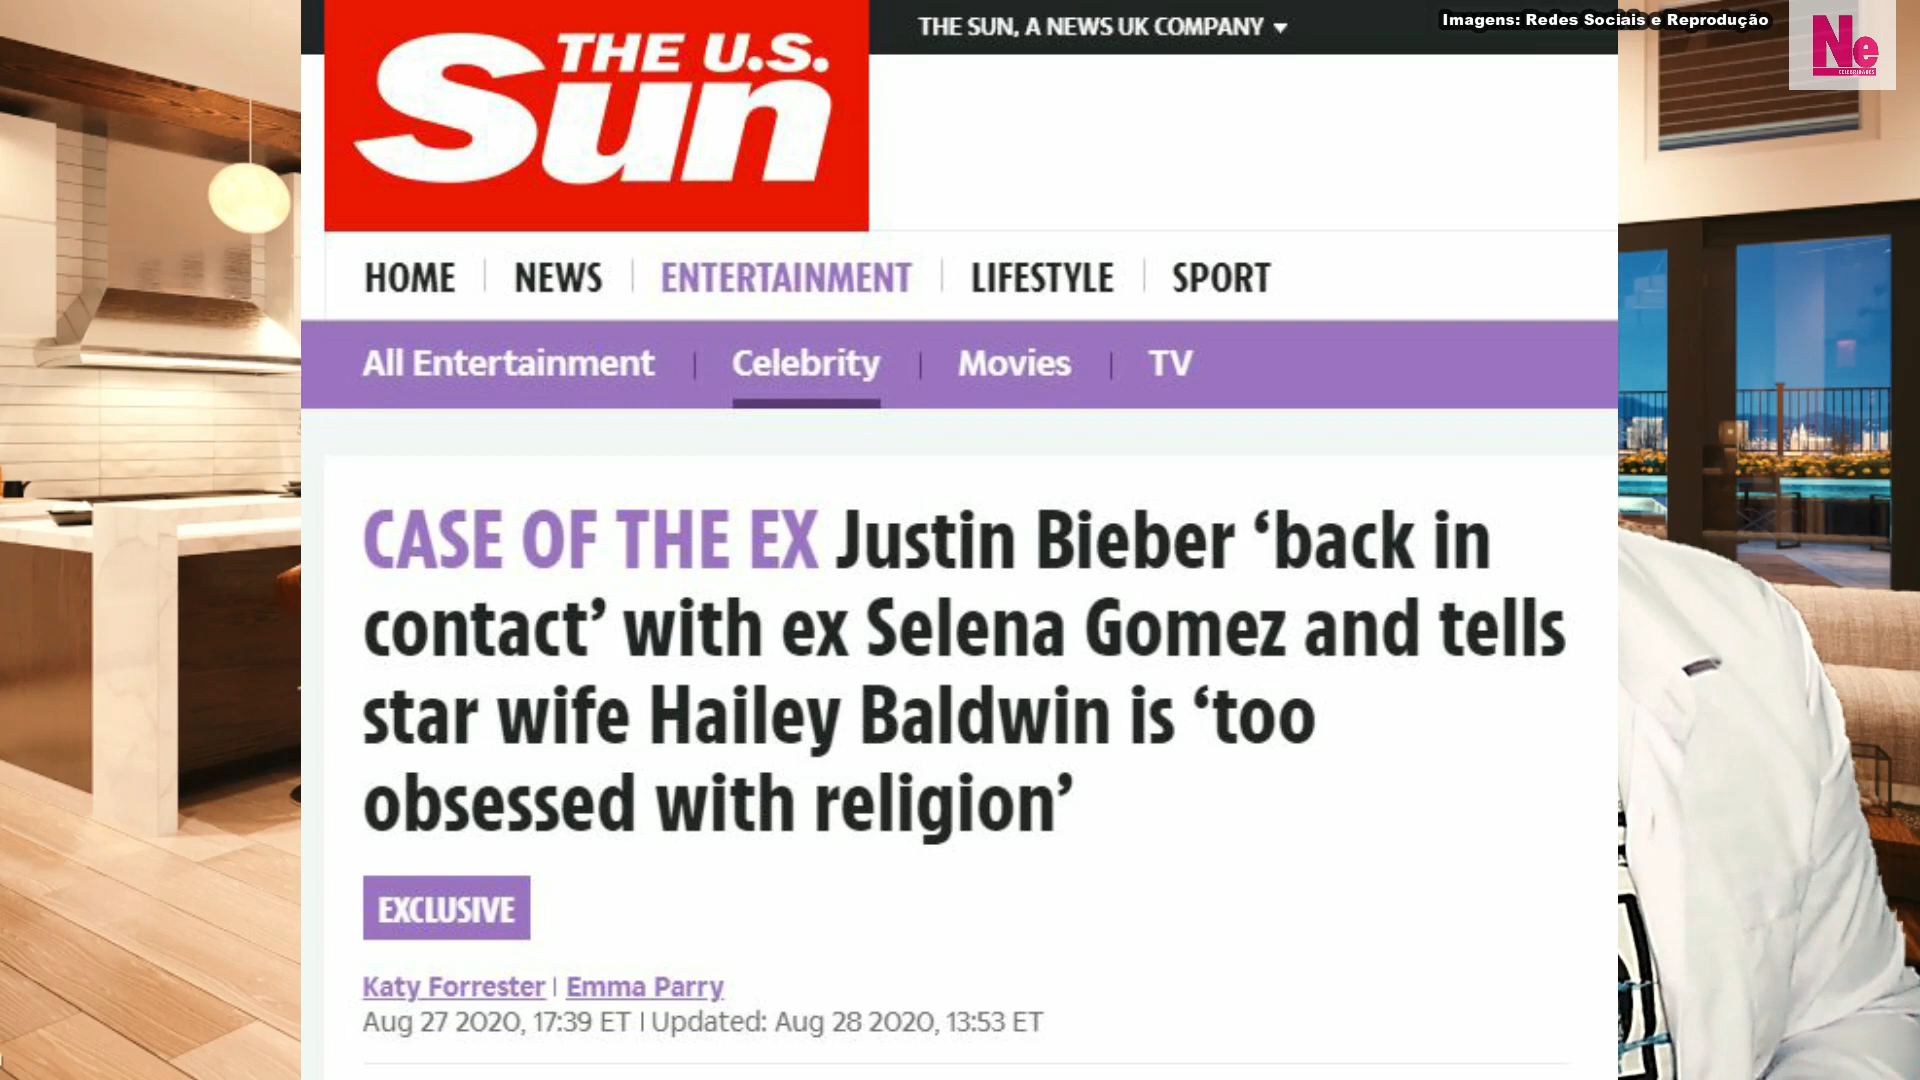 THE SUN, A NEWS UK COMPANY
Imagens: Redes Sociais e Reprodução
Ne
CELEBRIDADES
THE U.S.
Sun
HOME NEWS ENTERTAINMENT LIFESTYLE SPORT
All Entertainment Celebrity Movies TV
CASE OF THE EX Justin Bieber ‘back in
contact’ with ex Selena Gomez and tells
star wife Hailey Baldwin is ‘too
obsessed with religion’
EXCLUSIVE
Katy Forrester | Emma Parry
Aug 27 2020, 17:39 ET | Updated: Aug 28 2020, 13:53 ET